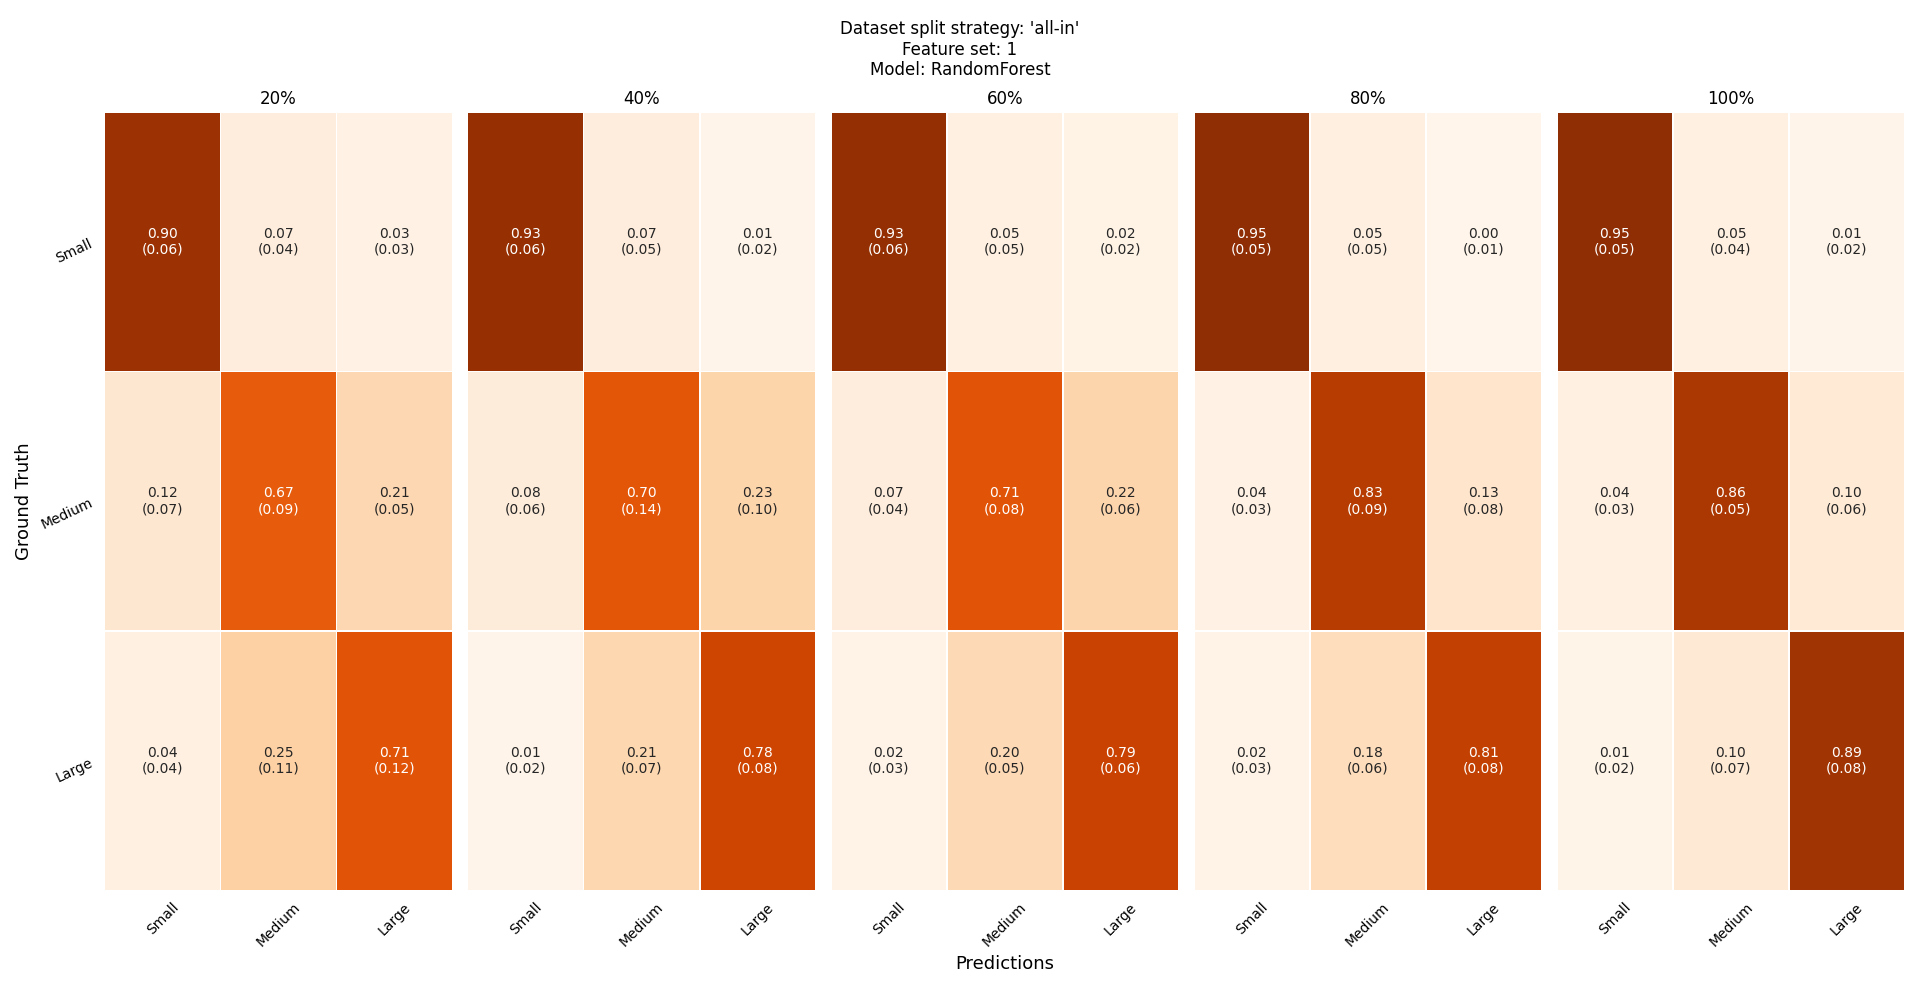 Dataset split strategy: 'all-in'
Feature set: 1
Model: RandomForest
20% 40% 60% 80% 100%
0.90 0.07 0.03 0.93 0.07 0.01 0.93 0.05 0.02 0.95 0.05 0.00 0.95 0.05 0.01
Small (0.06) (0.04) (0.03) (0.06) (0.05) (0.02) (0.06) (0.05) (0.02) (0.05) (0.05) (0.01) (0.05) (0.04) (0.02)
Ground Truth
0.12 0.67 0.21 0.08 0.70 0.23 0.07 0.71 0.22 0.04 0.83 0.13 0.04 0.86 0.10
Medium (0.07) (0.09) (0.05) (0.06) (0.14) (0.10) (0.04) (0.08) (0.06) (0.03) (0.09) (0.08) (0.03) (0.05) (0.06)
0.04 0.25 0.71 0.01 0.21 0.78 0.02 0.20 0.79 0.02 0.18 0.81 0.01 0.10 0.89
Large (0.04) (0.11) (0.12) (0.02) (0.07) (0.08) (0.03) (0.05) (0.06) (0.03) (0.06) (0.08) (0.02) (0.07) (0.08)
Small Medium Large Small Medium Large Small Medium Large Small Medium Large Small Medium Large
Predictions